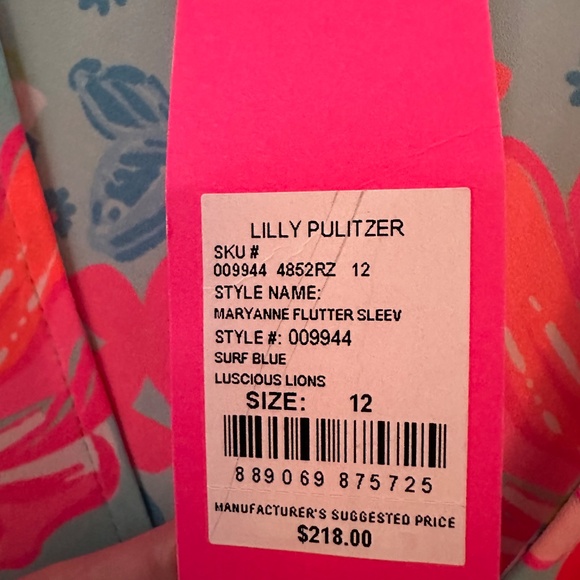 LILLY PULITZER
SKU #
009944 4852RZ 12
STYLE NAME:
MARYANNE FLUTTER SLEEV
STYLE #: 009944
SURF BLUE
LUSCIOUS LIONS
SIZE: 12
889069 875725
MANUFACTURER'S SUGGESTED PRICE
$218.00